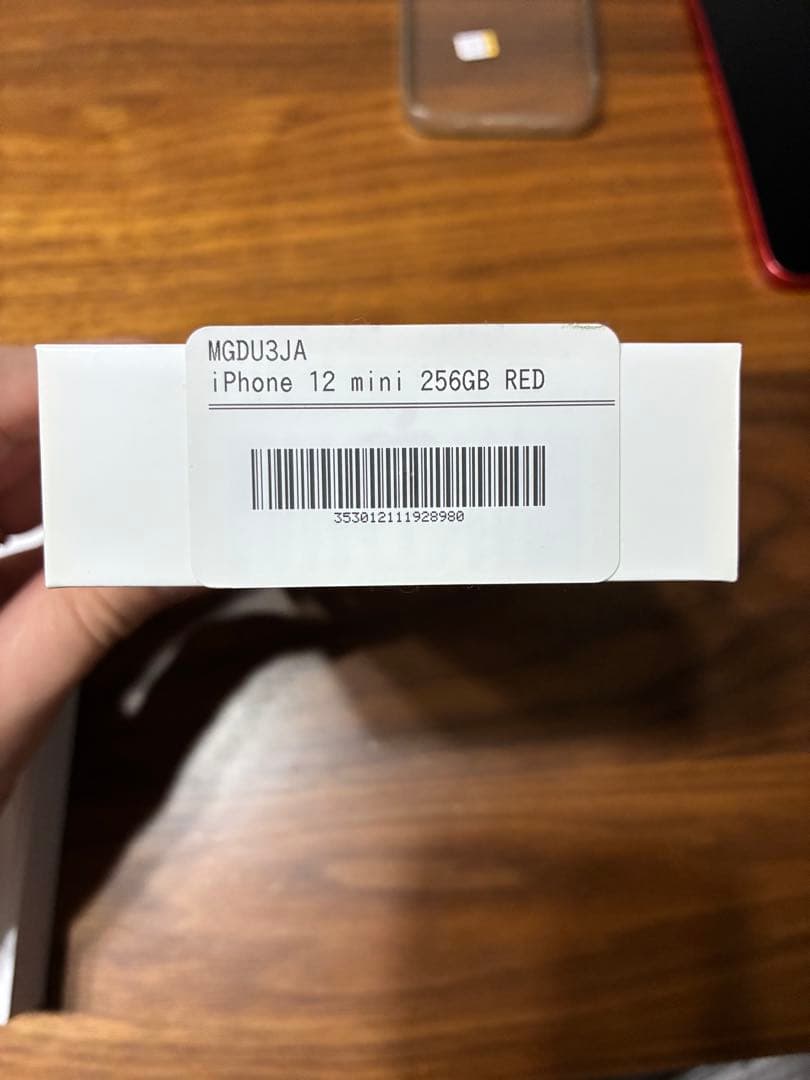 MGDU3JA
iPhone 12 mini 256GB RED
353012111928980